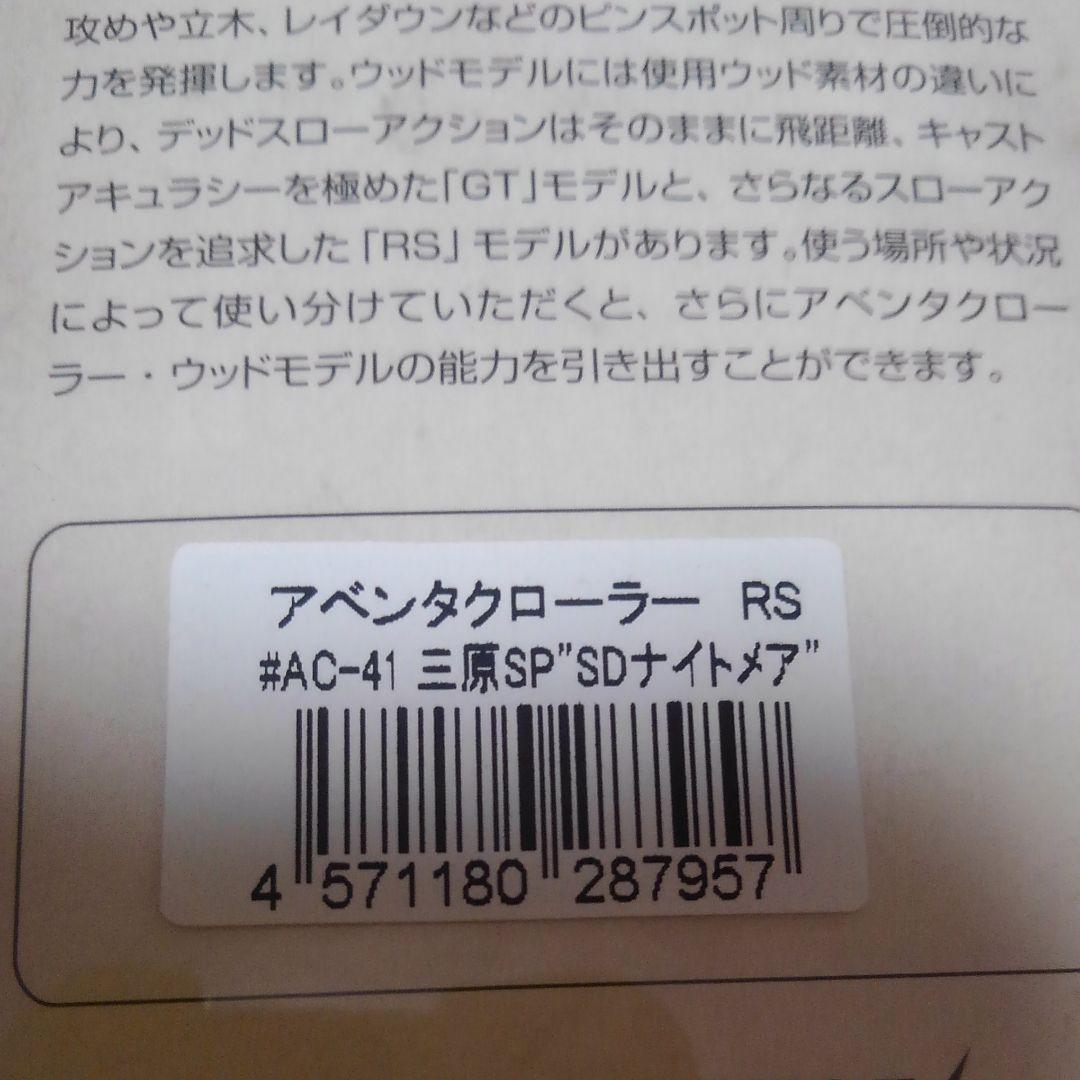 攻めや立木、レイダウンなどのピンスポット周りで圧倒的な
力を発揮します。ウッドモデルには使用ウッド素材の違いに
より、デッドスローアクションはそのままに飛距離、キャスト
アキュラシーを極めた「GT」モデルと、さらなるスローアク
ションを追求した「RS」モデルがあります。使う場所や状況
によって使い分けていただくと、さらにアベンタクロー
ラー・ウッドモデルの能力を引き出すことができます。
アベンタクローラー RS
#AC-41 三原SP"SDナイトメア"
4 571180 287957